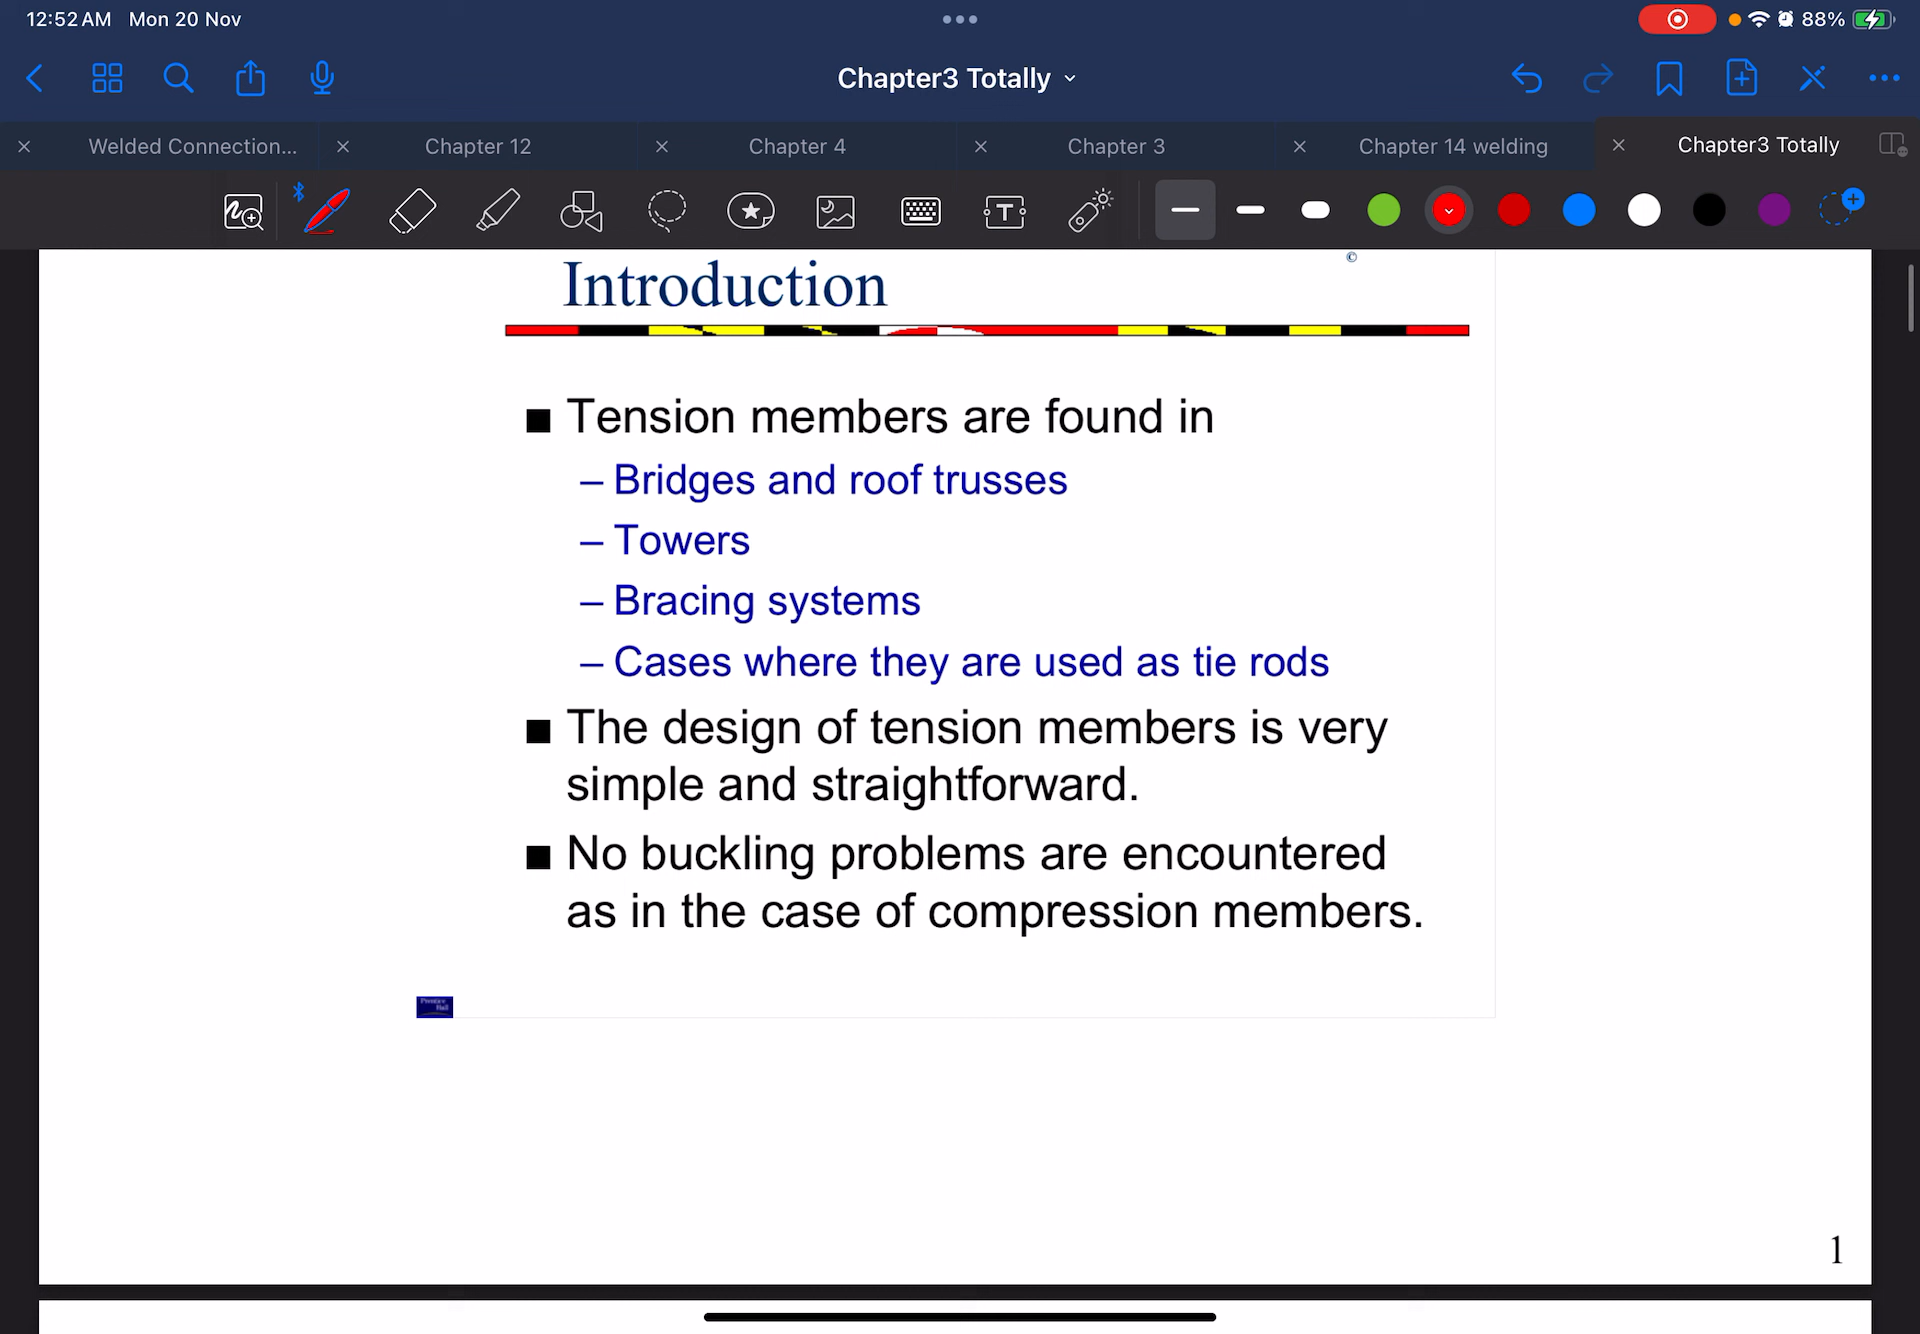 12:52 AM Mon 20 Nov
88%
Chapter3 Totally
Welded Connection...
Chapter 12
Chapter 4
Chapter 3
Chapter 14 welding
Chapter3 Totally
T
©
Introduction
■ Tension members are found in
– Bridges and roof trusses
– Towers
– Bracing systems
– Cases where they are used as tie rods
■ The design of tension members is very
simple and straightforward.
■ No buckling problems are encountered
as in the case of compression members.
Prentice
Hall
1